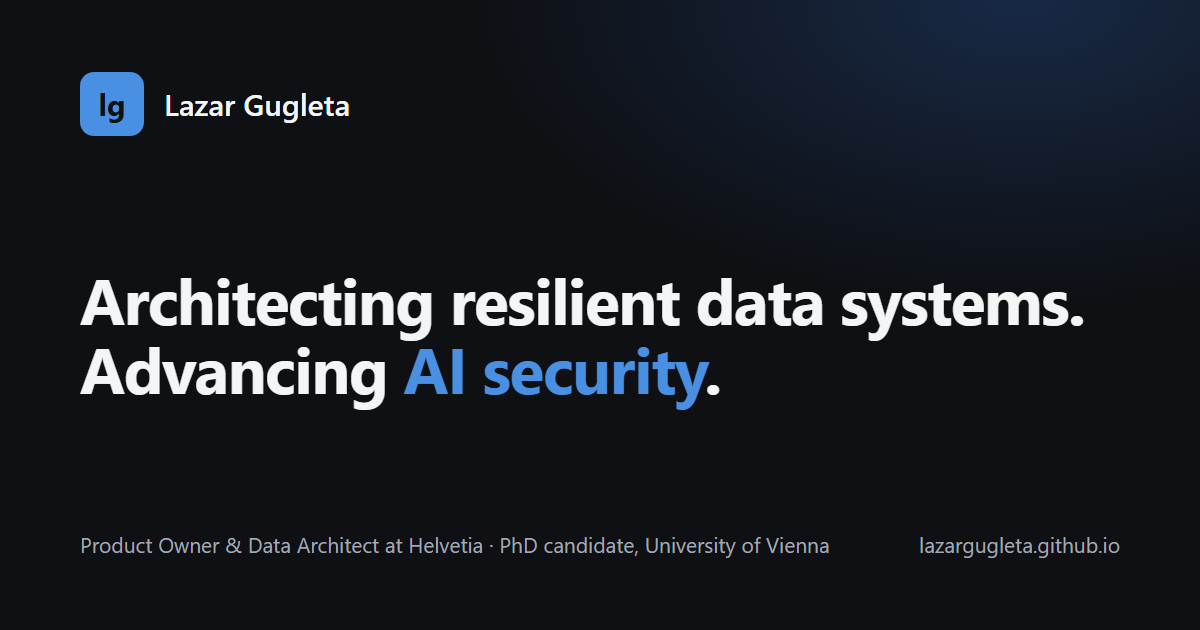 lg
Lazar Gugleta
Architecting resilient data systems.
Advancing AI security.
Product Owner & Data Architect at Helvetia · PhD candidate, University of Vienna
lazargugleta.github.io